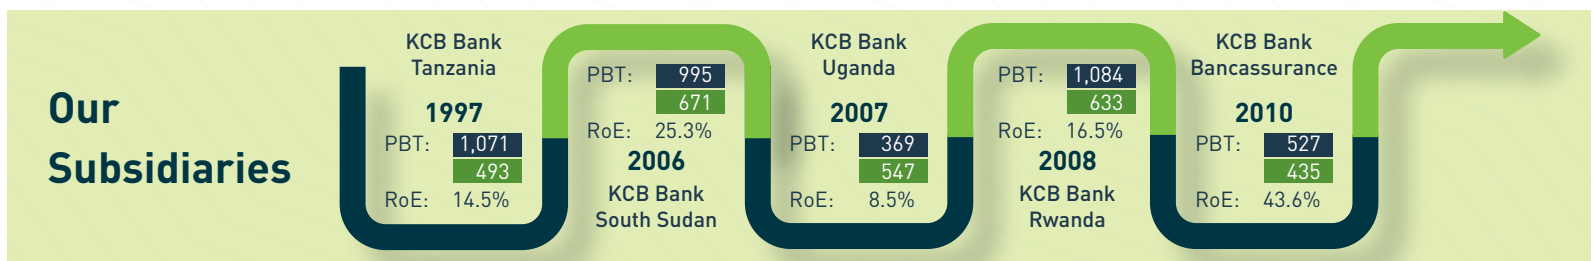 Our
Subsidiaries
KCB Bank
Tanzania
1997
PBT: 1,071
493
RoE: 14.5%
PBT: 995
671
RoE: 25.3%
2006
KCB Bank
South Sudan
KCB Bank
Uganda
2007
PBT: 369
547
RoE: 8.5%
PBT: 1,084
633
RoE: 16.5%
2008
KCB Bank
Rwanda
KCB Bank
Bancassurance
2010
PBT: 527
435
RoE: 43.6%